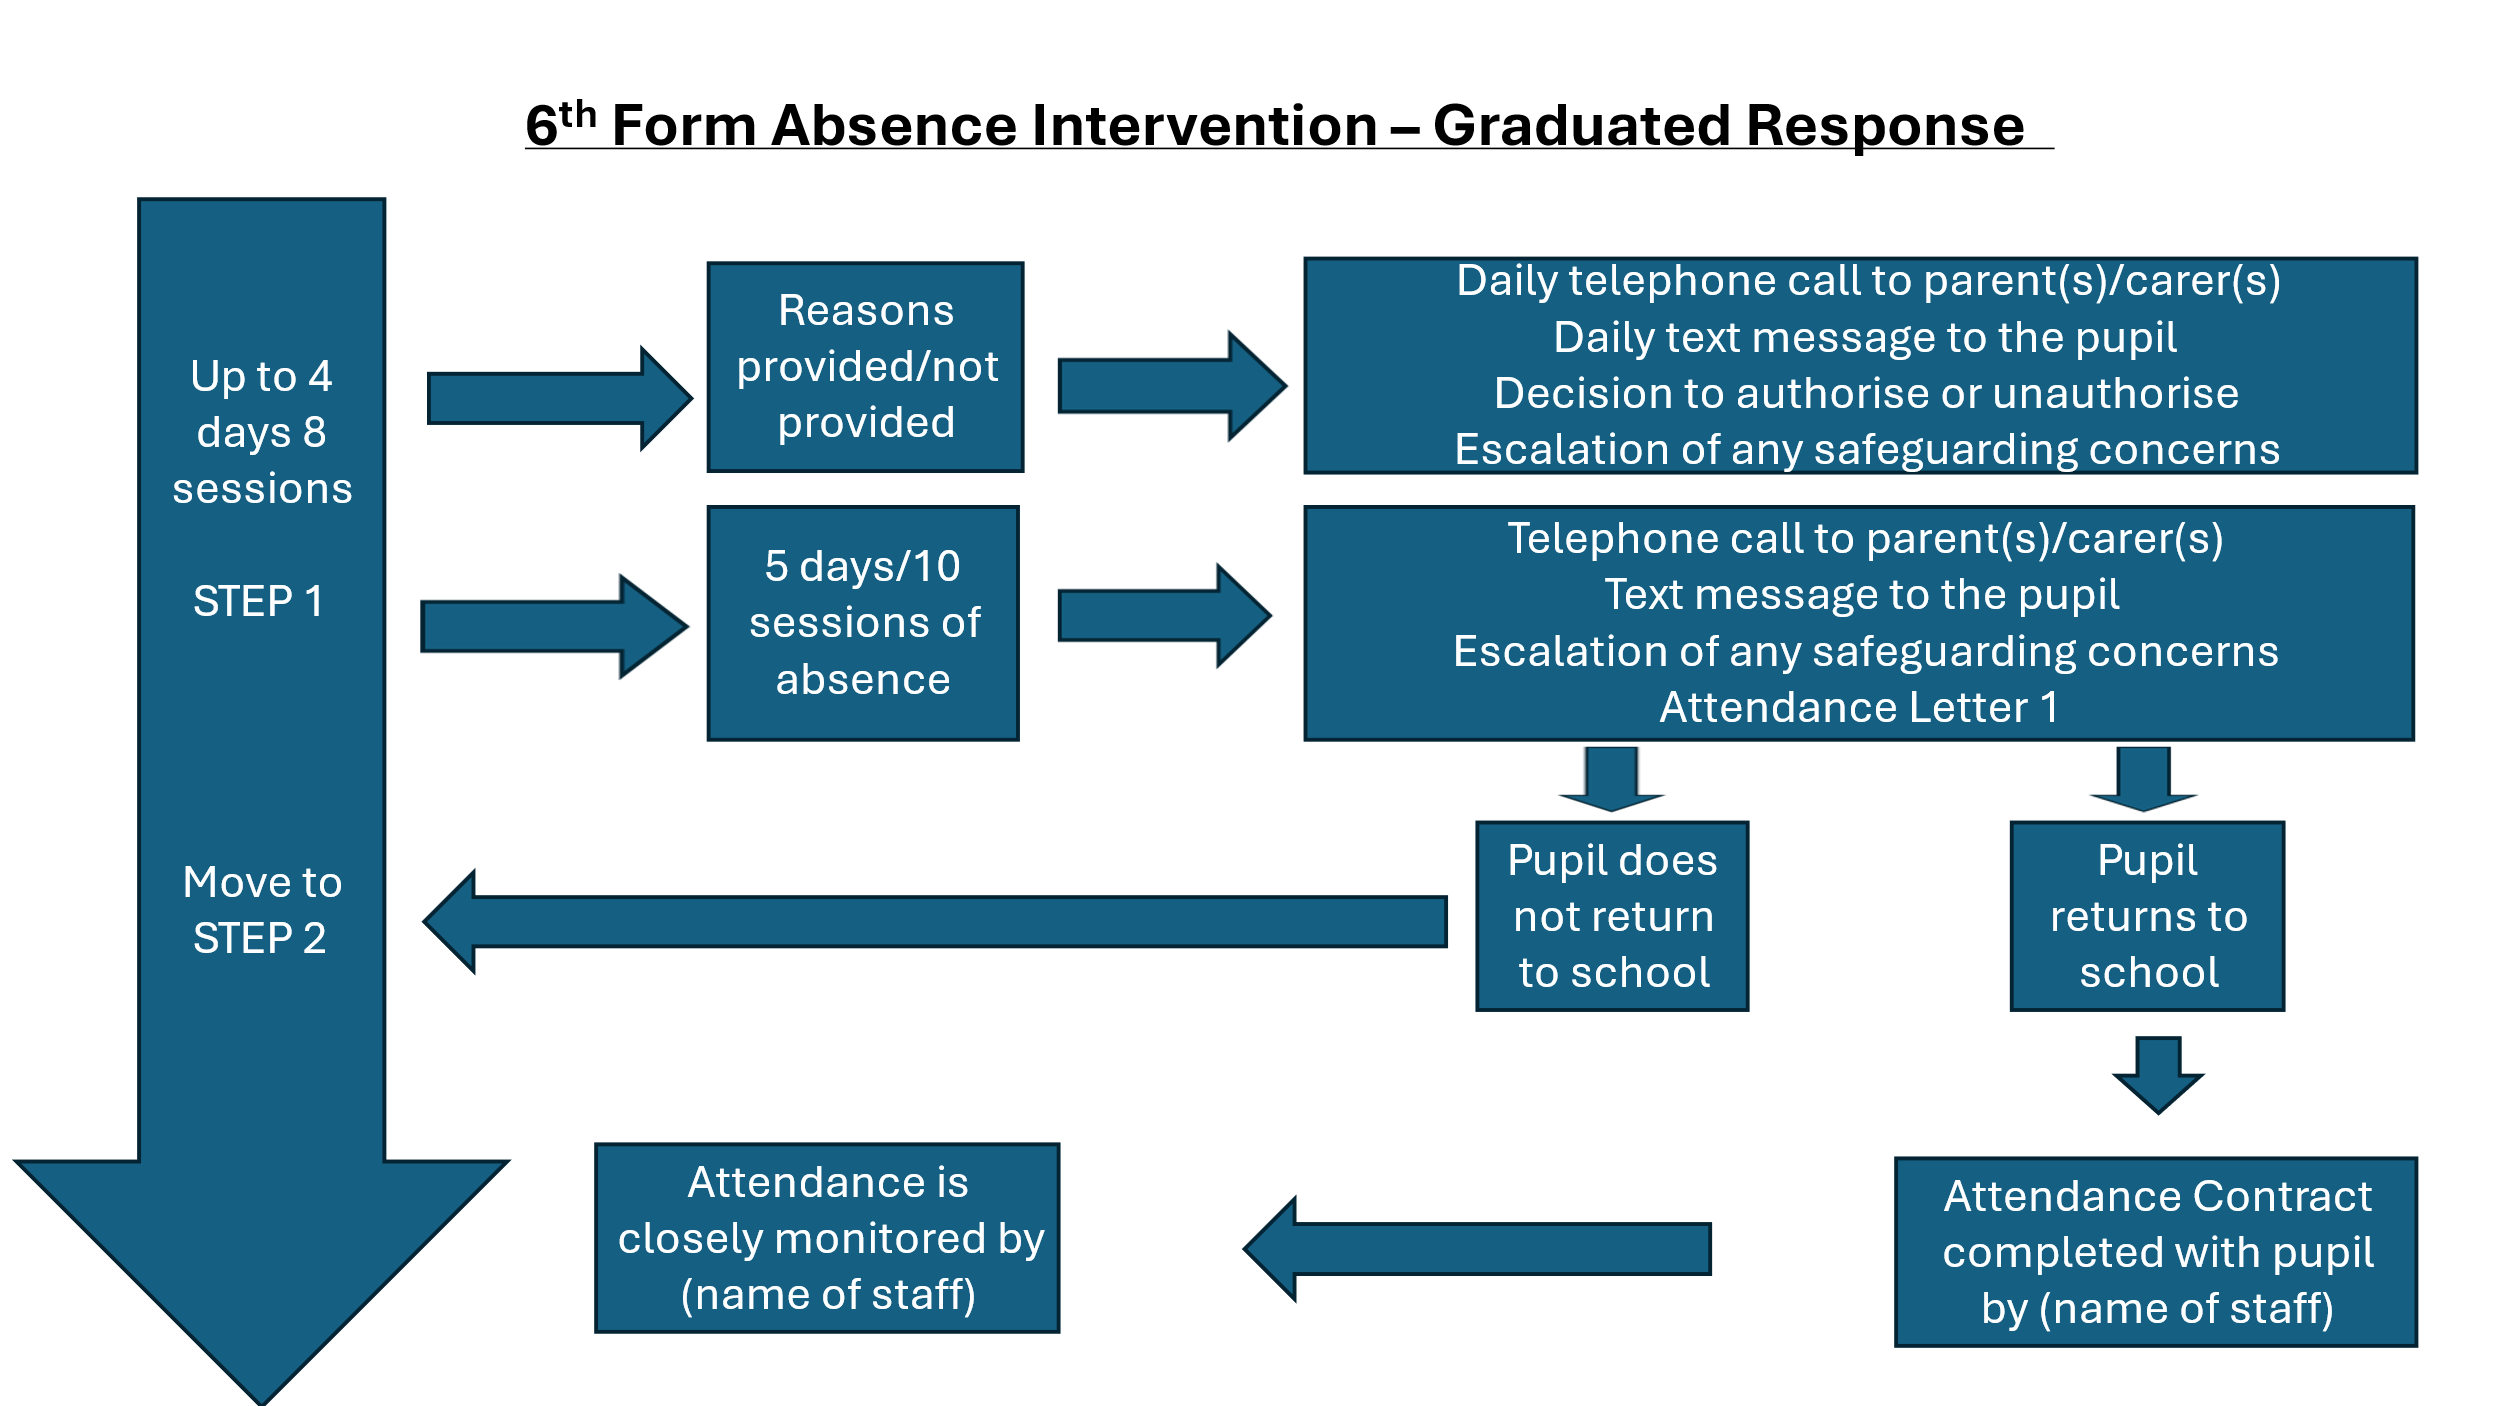 6th Form Absence Intervention – Graduated Response
Up to 4
days 8
sessions
STEP 1
Move to
STEP 2
Reasons
provided/not
provided
Daily telephone call to parent(s)/carer(s)
Daily text message to the pupil
Decision to authorise or unauthorise
Escalation of any safeguarding concerns
5 days/10
sessions of
absence
Telephone call to parent(s)/carer(s)
Text message to the pupil
Escalation of any safeguarding concerns
Attendance Letter 1
Pupil does
not return
to school
Pupil
returns to
school
Attendance Contract
completed with pupil
by (name of staff)
Attendance is
closely monitored by
(name of staff)